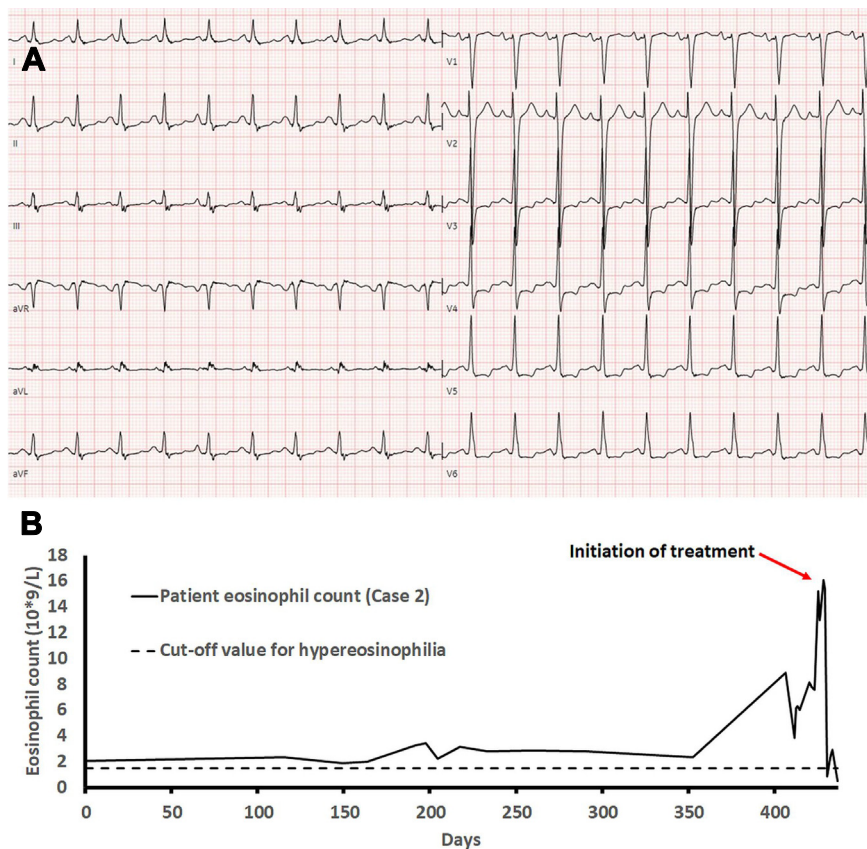 A
I
II
III
aVR
aVL
aVF
V1
V2
V3
V4
V5
V6
B
Eosinophil count (10*9/L)
18
16
14
12
10
8
6
4
2
0
Initiation of treatment
Patient eosinophil count (Case 2)
Cut-off value for hypereosinophilia
0 50 100 150 200 250 300 350 400
Days